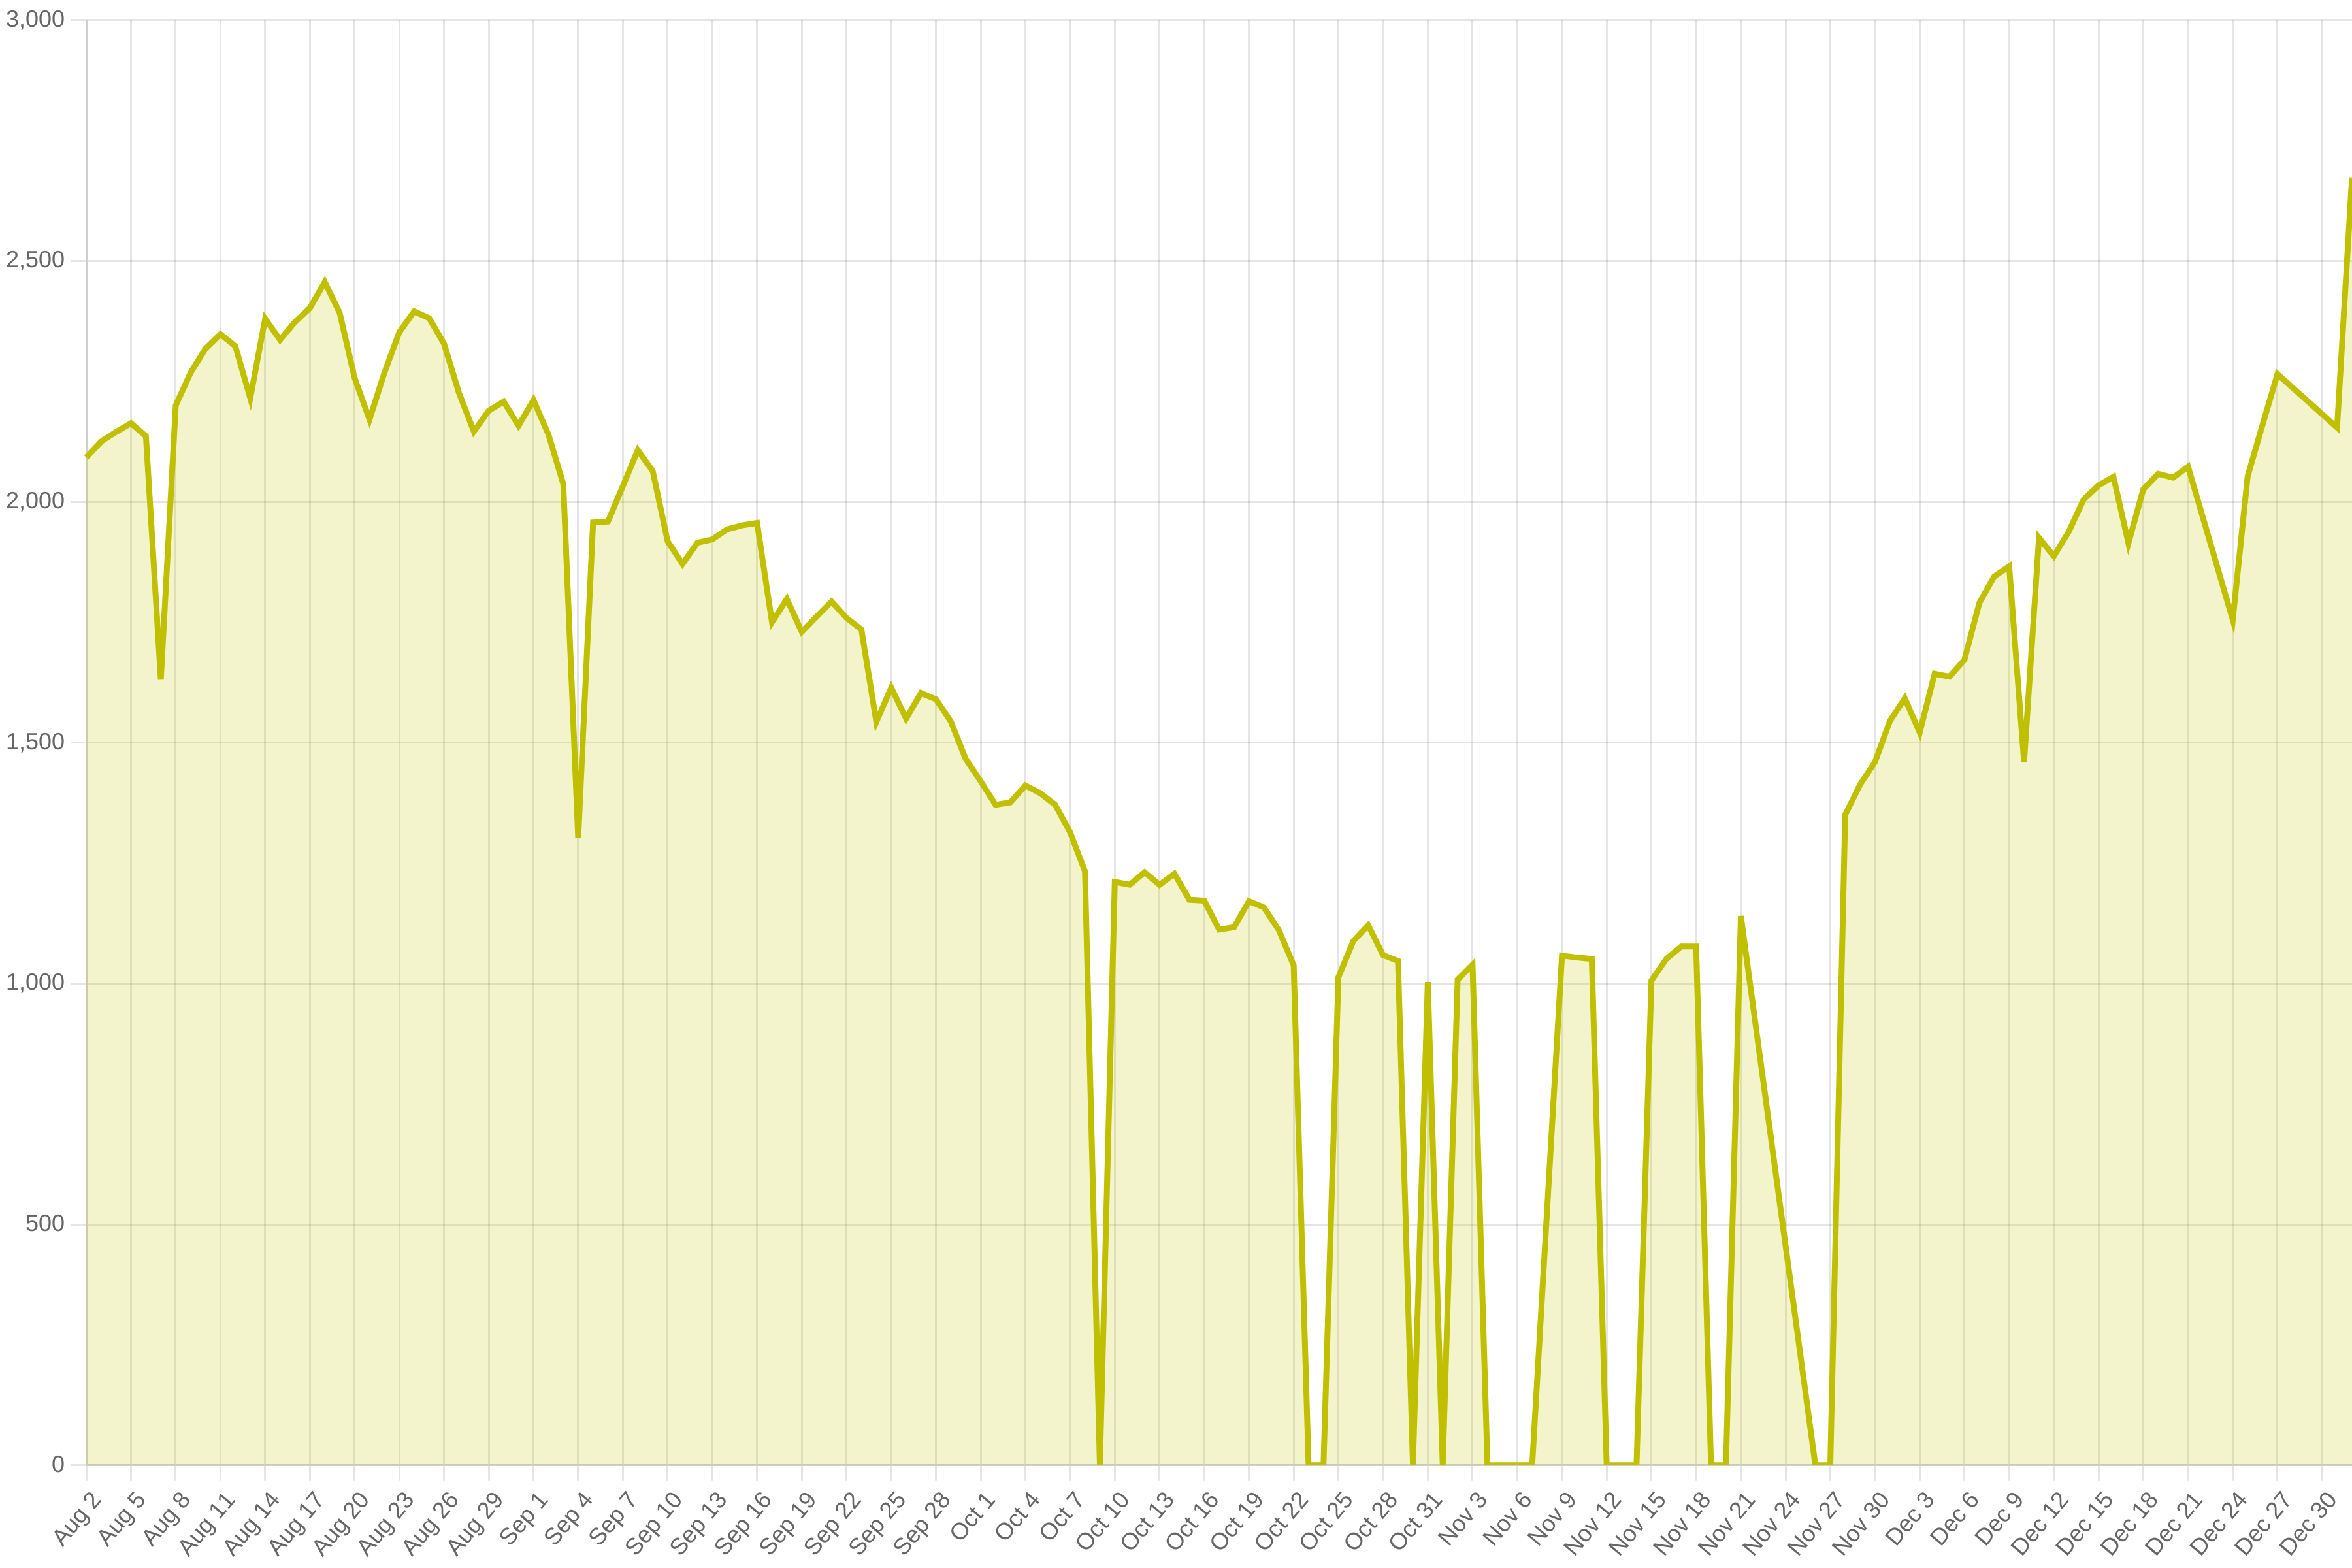 3,000
2,500
2,000
1,500
1,000
500
0
Aug 2
Aug 5
Aug 8
Aug 11
Aug 14
Aug 17
Aug 20
Aug 23
Aug 26
Aug 29
Sep 1
Sep 4
Sep 7
Sep 10
Sep 13
Sep 16
Sep 19
Sep 22
Sep 25
Sep 28
Oct 1
Oct 4
Oct 7
Oct 10
Oct 13
Oct 16
Oct 19
Oct 22
Oct 25
Oct 28
Oct 31
Nov 3
Nov 6
Nov 9
Nov 12
Nov 15
Nov 18
Nov 21
Nov 24
Nov 27
Nov 30
Dec 3
Dec 6
Dec 9
Dec 12
Dec 15
Dec 18
Dec 21
Dec 24
Dec 27
Dec 30